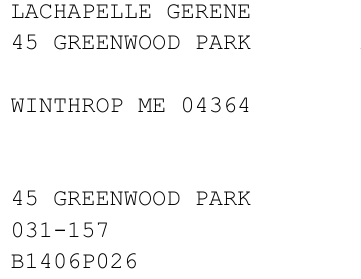 LACHAPELLE GERENE
45 GREENWOOD PARK
WINTHROP ME 04364
45 GREENWOOD PARK
031-157
B1406P026